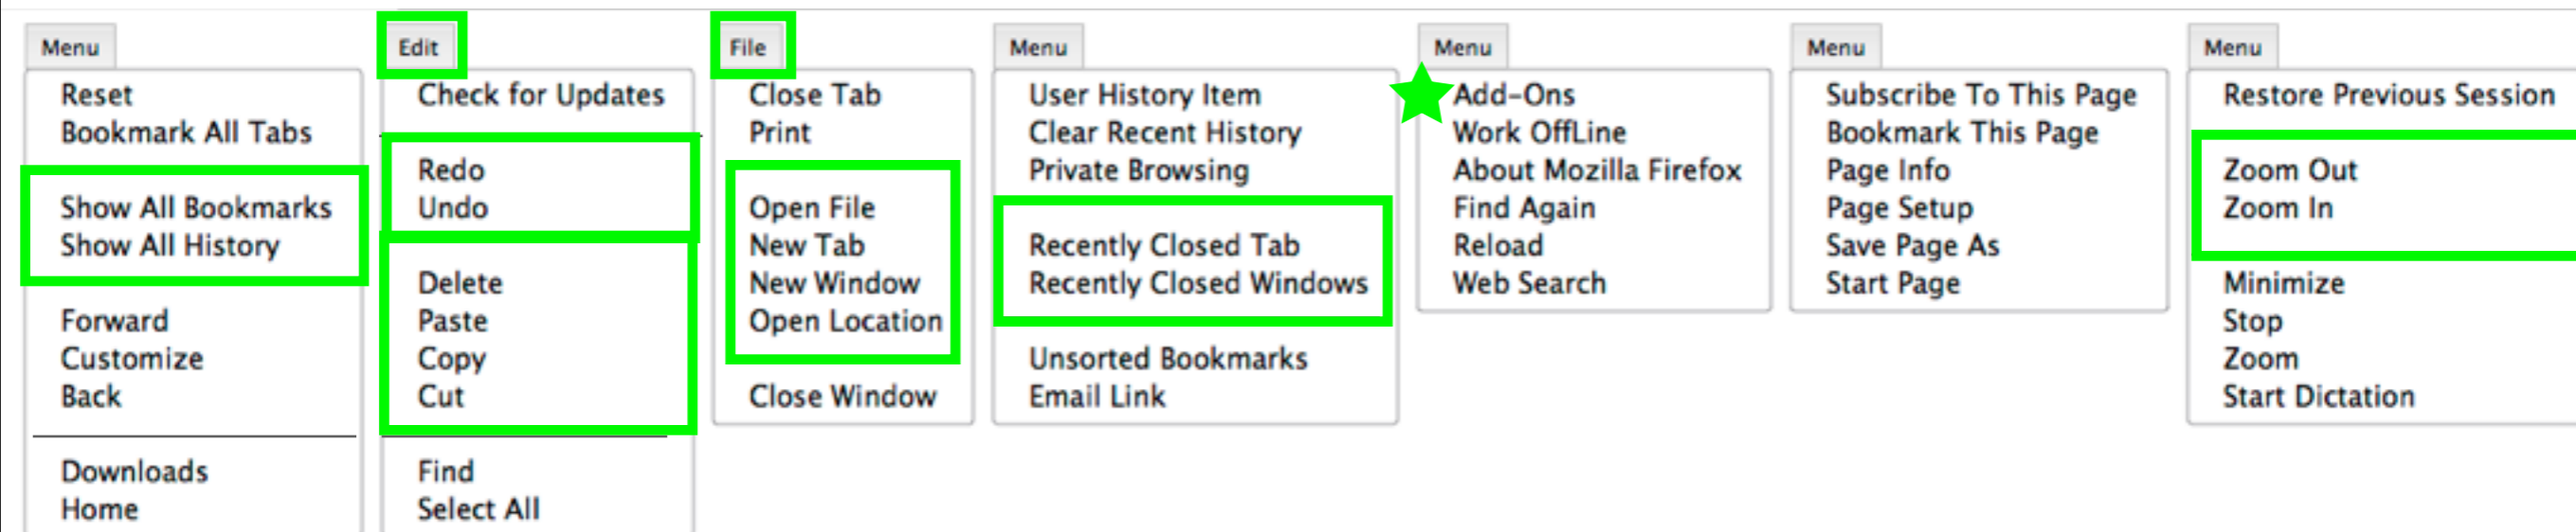 Menu
Reset
Bookmark All Tabs
Show All Bookmarks
Show All History
Forward
Customize
Back
Downloads
Home
Edit
Check for Updates
Redo
Undo
Delete
Paste
Copy
Cut
Find
Select All
File
Close Tab
Print
Open File
New Tab
New Window
Open Location
Close Window
Menu
User History Item
Clear Recent History
Private Browsing
Recently Closed Tab
Recently Closed Windows
Unsorted Bookmarks
Email Link
Menu
Add-Ons
Work OffLine
About Mozilla Firefox
Find Again
Reload
Web Search
Menu
Subscribe To This Page
Bookmark This Page
Page Info
Page Setup
Save Page As
Start Page
Menu
Restore Previous Session
Zoom Out
Zoom In
Minimize
Stop
Zoom
Start Dictation